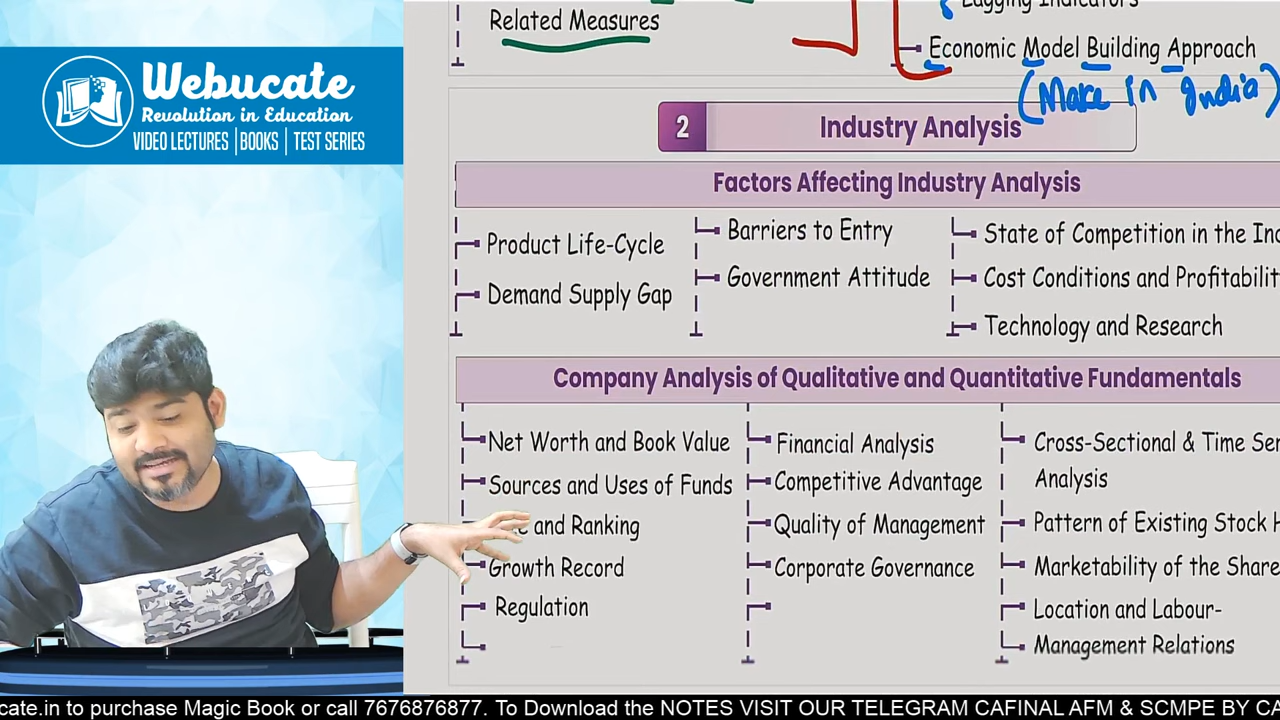 Webucate
Revolution in Education
VIDEO LECTURES | BOOKS | TEST SERIES
Related Measures
Lagging Indicators
Economic Model Building Approach
(Make in India)
2 Industry Analysis
Factors Affecting Industry Analysis
Product Life-Cycle
Demand Supply Gap
Barriers to Entry
Government Attitude
State of Competition in the
Cost Conditions and
Technology and Research
Company Analysis of Qualitative and Quantitative Fundamentals
Net Worth and Book Value
Sources and Uses of Funds
and Ranking
Growth Record
Regulation
Financial Analysis
Competitive Advantage
Quality of Management
Corporate Governance
Cross-Sectional & Time
Analysis
Pattern of Existing Stock
Marketability of the Share
Location and Labour-
Management Relations
cate.in to purchase Magic Book or call 7676876877. To Download the NOTES VISIT OUR TELEGRAM CAFINAL AFM & SCMPE BY CA